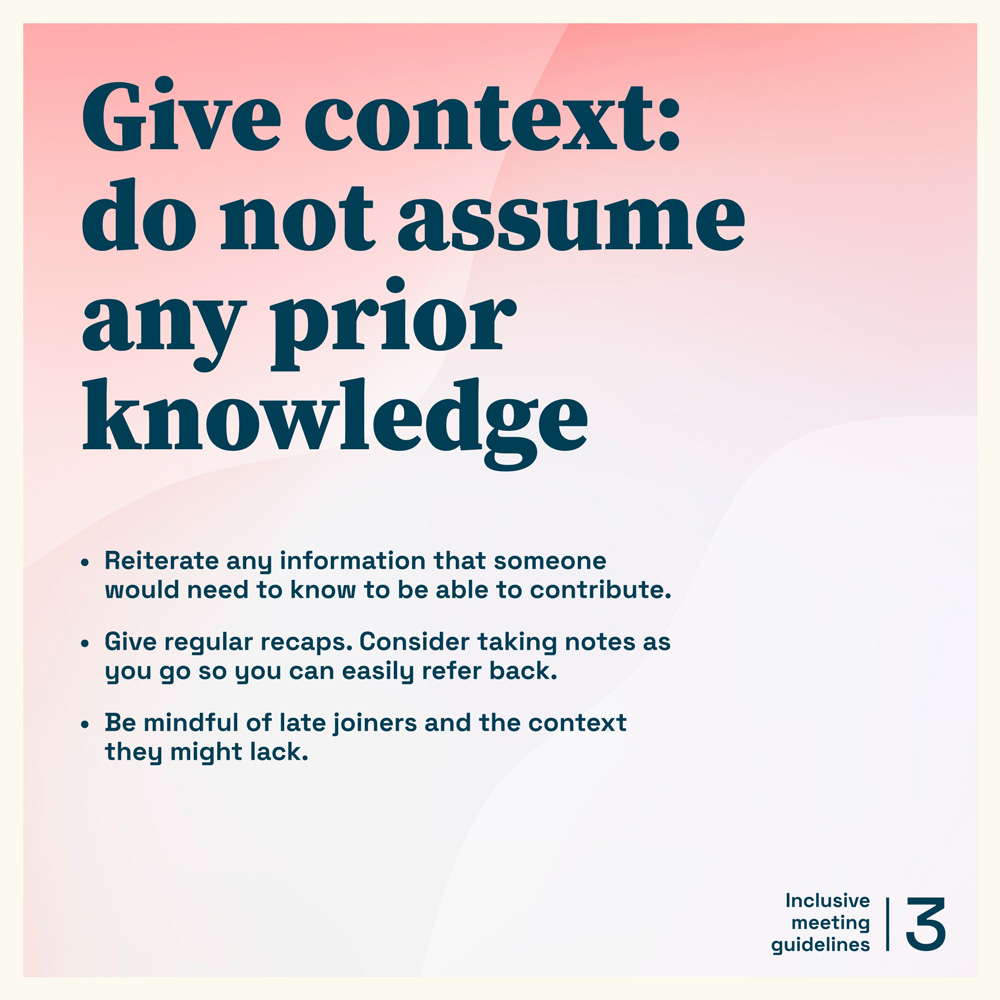 Give context:
do not assume
any prior
knowledge
• Reiterate any information that someone
would need to know to be able to contribute.
• Give regular recaps. Consider taking notes as
you go so you can easily refer back.
• Be mindful of late joiners and the context
they might lack.
Inclusive
meeting
guidelines
3